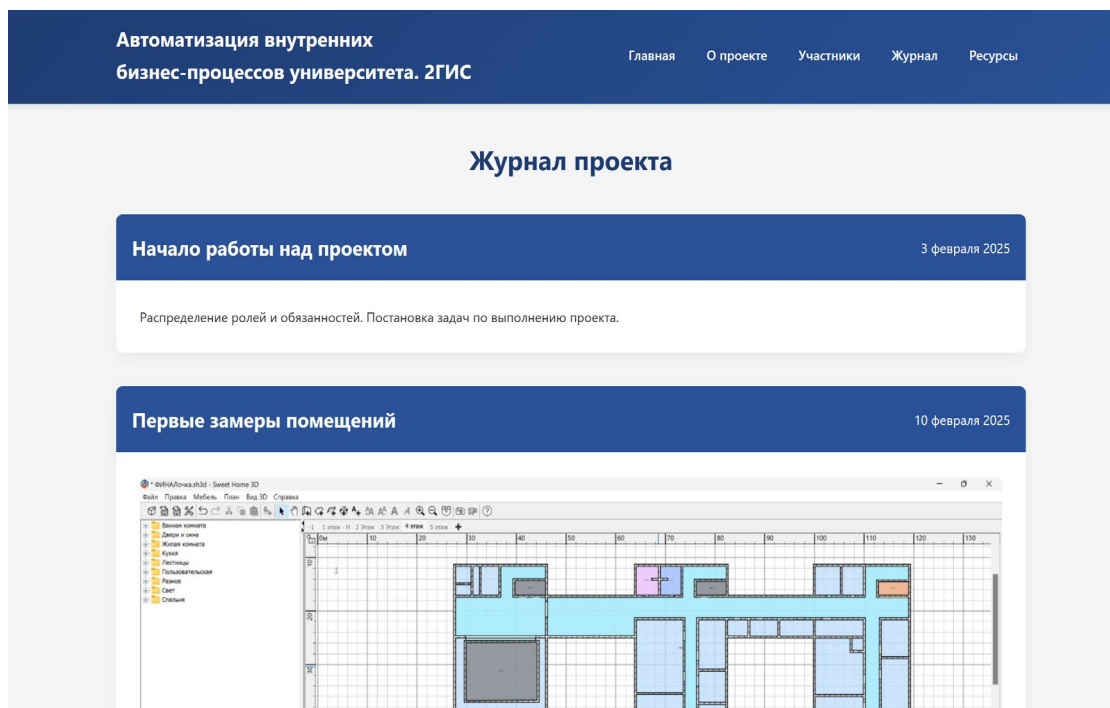 Автоматизация внутренних
бизнес-процессов университета. 2ГИС
Главная О проекте Участники Журнал Ресурсы
Журнал проекта
Начало работы над проектом 3 февраля 2025
Распределение ролей и обязанностей. Постановка задач по выполнению проекта.
Первые замеры помещений 10 февраля 2025
* ФИНАЛочка.sh3d - Sweet Home 3D
Файл Правка Мебель План Вид 3D Справка
-1 1 этаж - Н 2 Этаж 3 Этаж 4 этаж 5 этаж
Ванная комната
Двери и окна
Жилая комната
Кухня
Лестницы
Пользовательская
Разное
Свет
Спальня
0м 10 20 30 40 50 60 70 80 90 100 110 120 130
10
20
30